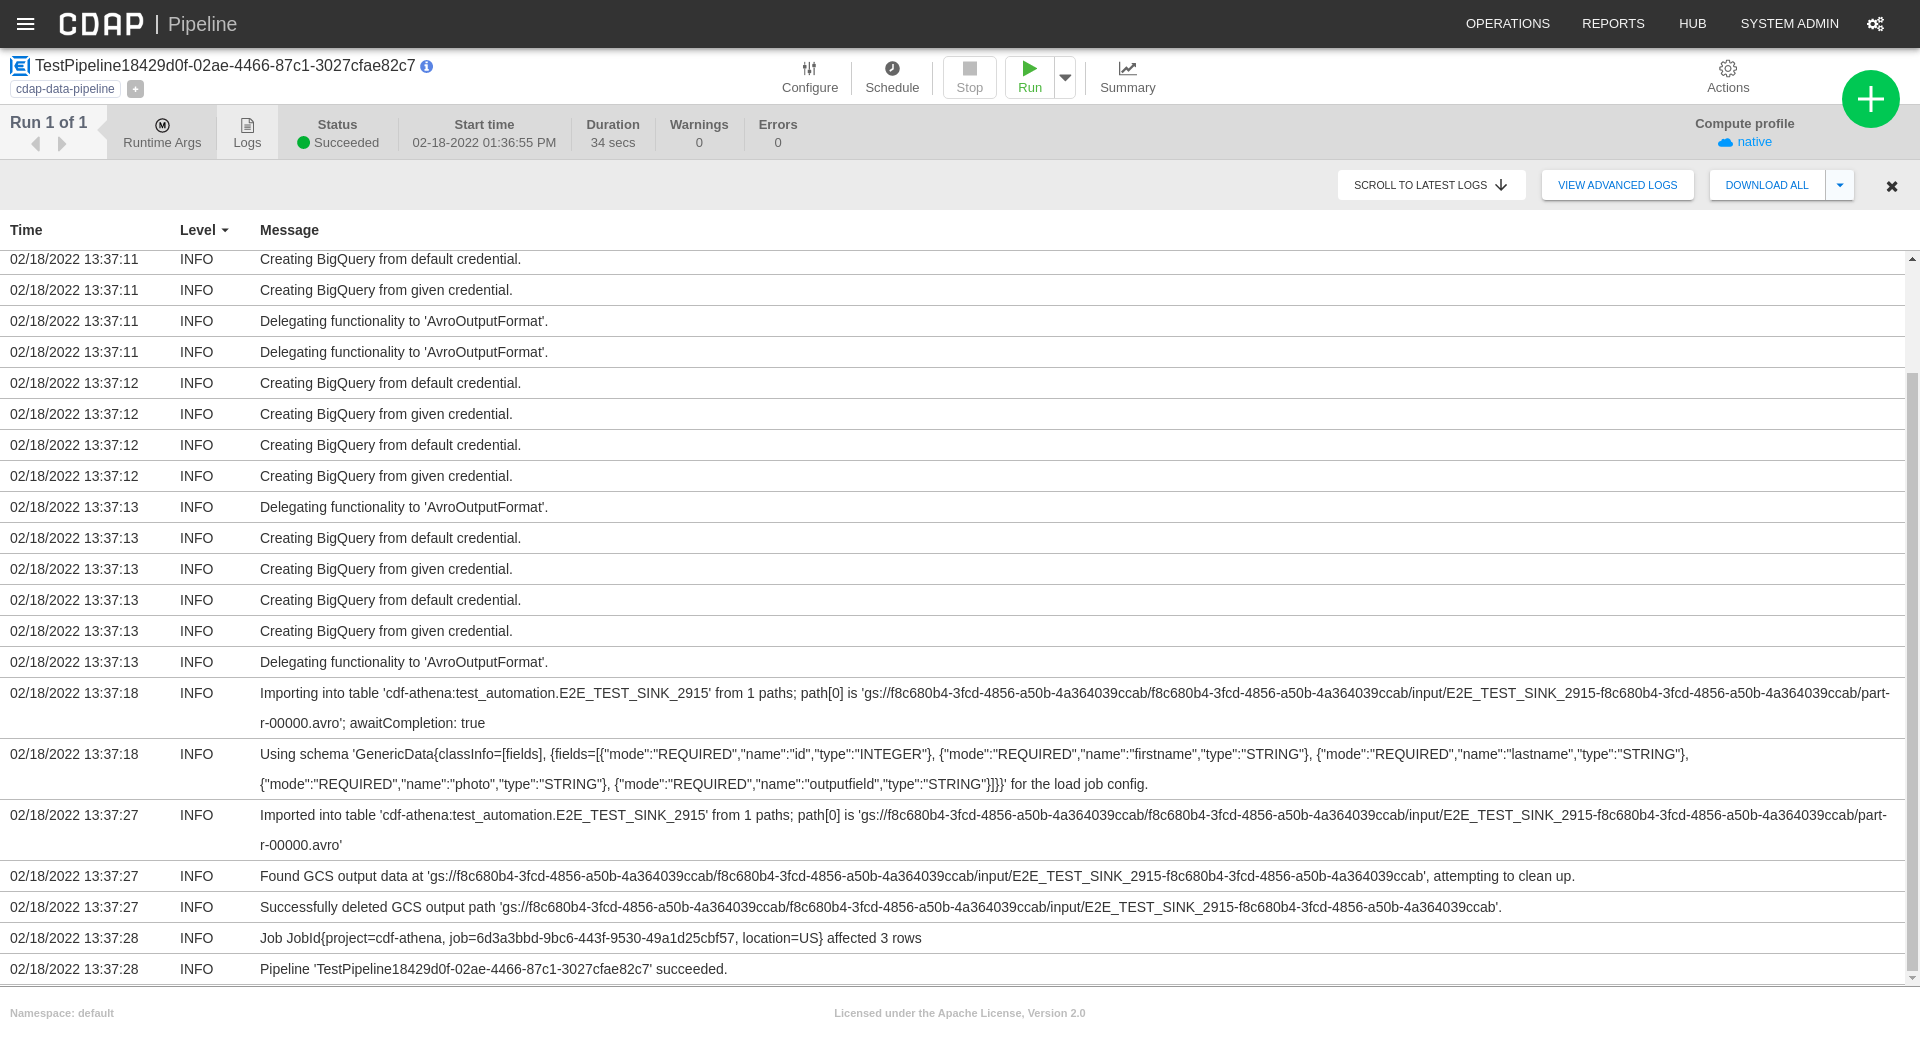 CDAP | Pipeline
OPERATIONS REPORTS HUB SYSTEM ADMIN
TestPipeline18429d0f-02ae-4466-87c1-3027cfae82c7
cdap-data-pipeline +
Configure Schedule Stop Run Summary Actions
Run 1 of 1
Runtime Args
Logs
Status
Succeeded
Start time
02-18-2022 01:36:55 PM
Duration
34 secs
Warnings
0
Errors
0
Compute profile
native
SCROLL TO LATEST LOGS VIEW ADVANCED LOGS DOWNLOAD ALL
Time Level Message
02/18/2022 13:37:11 INFO Creating BigQuery from default credential.
02/18/2022 13:37:11 INFO Creating BigQuery from given credential.
02/18/2022 13:37:11 INFO Delegating functionality to 'AvroOutputFormat'.
02/18/2022 13:37:11 INFO Delegating functionality to 'AvroOutputFormat'.
02/18/2022 13:37:12 INFO Creating BigQuery from default credential.
02/18/2022 13:37:12 INFO Creating BigQuery from given credential.
02/18/2022 13:37:12 INFO Creating BigQuery from default credential.
02/18/2022 13:37:12 INFO Creating BigQuery from given credential.
02/18/2022 13:37:13 INFO Delegating functionality to 'AvroOutputFormat'.
02/18/2022 13:37:13 INFO Creating BigQuery from default credential.
02/18/2022 13:37:13 INFO Creating BigQuery from given credential.
02/18/2022 13:37:13 INFO Creating BigQuery from default credential.
02/18/2022 13:37:13 INFO Creating BigQuery from given credential.
02/18/2022 13:37:13 INFO Delegating functionality to 'AvroOutputFormat'.
02/18/2022 13:37:18 INFO Importing into table 'cdf-athena:test_automation.E2E_TEST_SINK_2915' from 1 paths; path[0] is 'gs://f8c680b4-3fcd-4856-a50b-4a364039ccab/f8c680b4-3fcd-4856-a50b-4a364039ccab/input/E2E_TEST_SINK_2915-f8c680b4-3fcd-4856-a50b-4a364039ccab/part-
r-00000.avro'; awaitCompletion: true
02/18/2022 13:37:18 INFO Using schema 'GenericData{classInfo=[fields], {fields=[{"mode":"REQUIRED","name":"id","type":"INTEGER"}, {"mode":"REQUIRED","name":"firstname","type":"STRING"}, {"mode":"REQUIRED","name":"lastname","type":"STRING"},
{"mode":"REQUIRED","name":"photo","type":"STRING"}, {"mode":"REQUIRED","name":"outputfield","type":"STRING"}]}}' for the load job config.
02/18/2022 13:37:27 INFO Imported into table 'cdf-athena:test_automation.E2E_TEST_SINK_2915' from 1 paths; path[0] is 'gs://f8c680b4-3fcd-4856-a50b-4a364039ccab/f8c680b4-3fcd-4856-a50b-4a364039ccab/input/E2E_TEST_SINK_2915-f8c680b4-3fcd-4856-a50b-4a364039ccab/part-
r-00000.avro'
02/18/2022 13:37:27 INFO Found GCS output data at 'gs://f8c680b4-3fcd-4856-a50b-4a364039ccab/f8c680b4-3fcd-4856-a50b-4a364039ccab/input/E2E_TEST_SINK_2915-f8c680b4-3fcd-4856-a50b-4a364039ccab', attempting to clean up.
02/18/2022 13:37:27 INFO Successfully deleted GCS output path 'gs://f8c680b4-3fcd-4856-a50b-4a364039ccab/f8c680b4-3fcd-4856-a50b-4a364039ccab/input/E2E_TEST_SINK_2915-f8c680b4-3fcd-4856-a50b-4a364039ccab'.
02/18/2022 13:37:28 INFO Job JobId{project=cdf-athena, job=6d3a3bbd-9bc6-443f-9530-49a1d25cbf57, location=US} affected 3 rows
02/18/2022 13:37:28 INFO Pipeline 'TestPipeline18429d0f-02ae-4466-87c1-3027cfae82c7' succeeded.
Namespace: default Licensed under the Apache License, Version 2.0